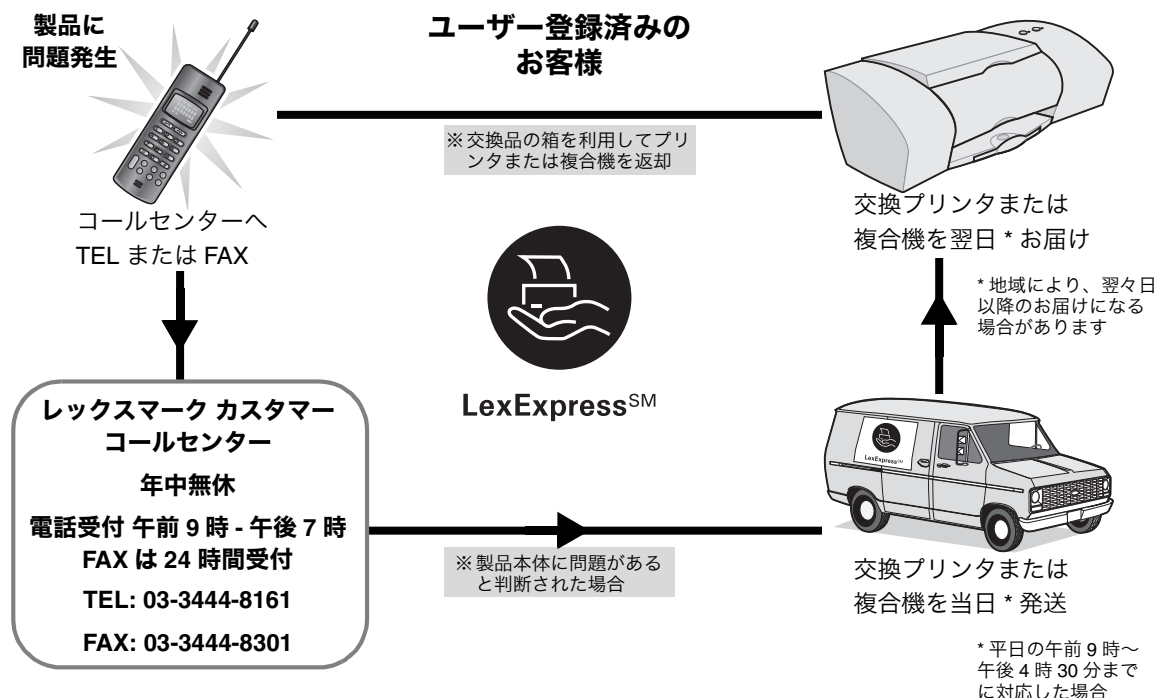 製品に
問題発生
ユーザー登録済みの
お客様
※ 交換品の箱を利用してプリ
ンタまたは複合機を返却
コールセンターへ
TEL または FAX
交換プリンタまたは
複合機を翌日 * お届け
* 地域により、翌々日
以降のお届けになる
場合があります
LexExpress℠
レックスマーク カスタマー
コールセンター
年中無休
電話受付 午前 9 時 - 午後 7 時
FAX は 24 時間受付
TEL: 03-3444-8161
FAX: 03-3444-8301
※ 製品本体に問題がある
と判断された場合
LexExpress℠
交換プリンタまたは
複合機を当日 * 発送
* 平日の午前 9 時～
午後 4 時 30 分まで
に対応した場合